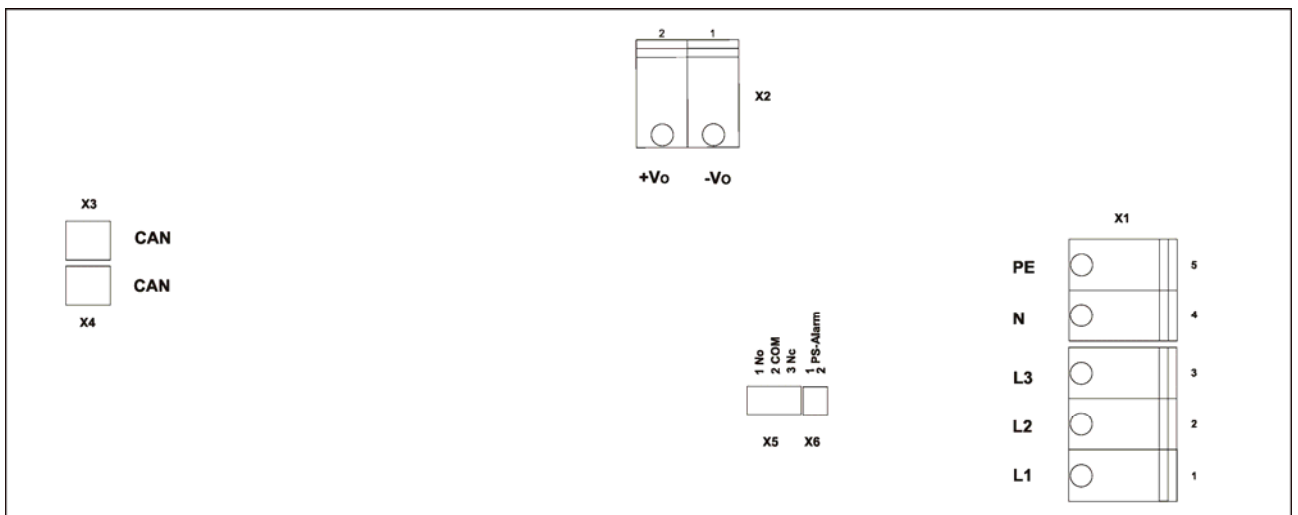 2 1
X2
+Vo -Vo
X3
CAN
CAN
X4
X1
PE 5
N 4
L3 3
L2 2
L1 1
1 No
2 COM
3 Nc
1 PS-Alarm
2
X5 X6